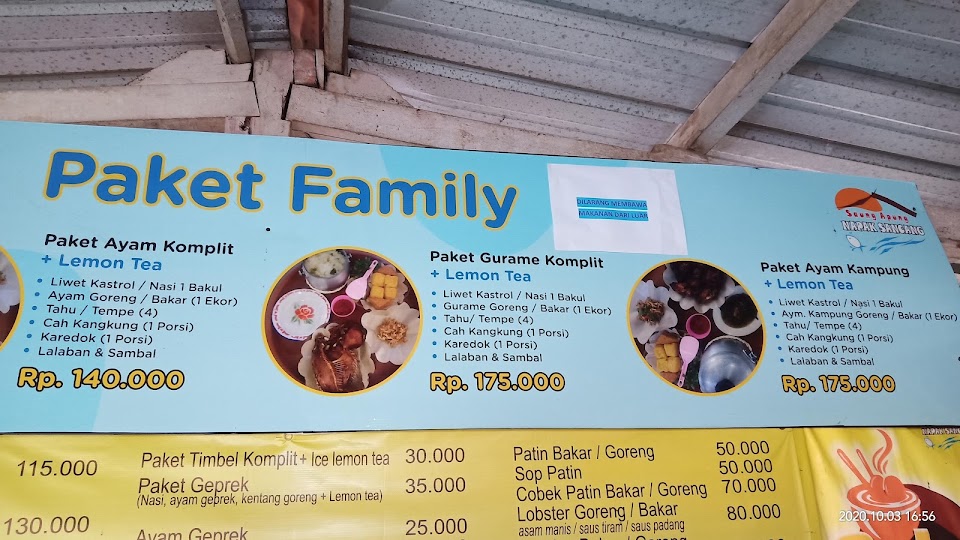 Paket Family
DILARANG MEMBAWA
MAKANAN DARI LUAR
Saung Apung
NAPAK SANCANG
Paket Ayam Komplit
+ Lemon Tea
• Liwet Kastrol / Nasi 1 Bakul
• Ayam Goreng / Bakar (1 Ekor)
• Tahu / Tempe (4)
• Cah Kangkung (1 Porsi)
• Karedok (1 Porsi)
• Lalaban & Sambal
Rp. 140.000
Paket Gurame Komplit
+ Lemon Tea
• Liwet Kastrol / Nasi 1 Bakul
• Gurame Goreng / Bakar (1 Ekor)
• Tahu/ Tempe (4)
• Cah Kangkung (1 Porsi)
• Karedok (1 Porsi)
• Lalaban & Sambal
Rp. 175.000
Paket Ayam Kampung
+ Lemon Tea
• Liwet Kastrol / Nasi 1 Bakul
• Aym. Kampung Goreng / Bakar (1 Ekor)
• Tahu/ Tempe (4)
• Cah Kangkung (1 Porsi)
• Karedok (1 Porsi)
• Lalaban & Sambal
Rp. 175.000
115.000
130.000
Paket Timbel Komplit + Ice lemon tea 30.000
Paket Geprek 35.000
(Nasi, ayam geprek, kentang goreng + Lemon tea)
Ayam Geprek 25.000
Patin Bakar / Goreng 50.000
Sop Patin 50.000
Cobek Patin Bakar / Goreng 70.000
Lobster Goreng / Bakar 80.000
asam manis / saus tiram / saus padang
2020.10.03 16:56